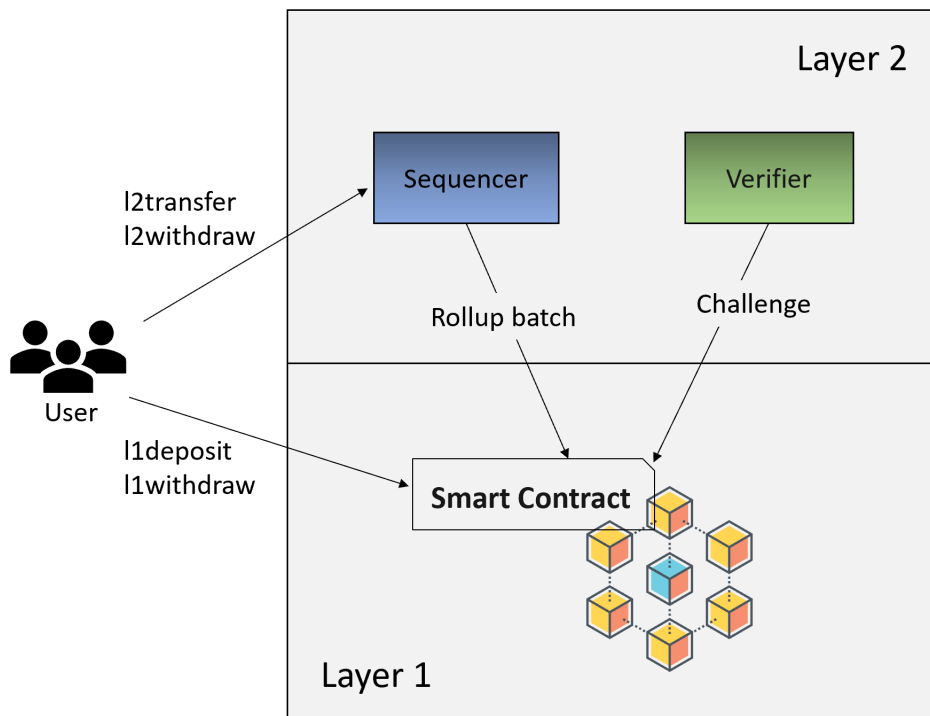 Layer 2
Sequencer
Verifier
l2transfer
l2withdraw
Rollup batch
Challenge
User
l1deposit
l1withdraw
Smart Contract
Layer 1